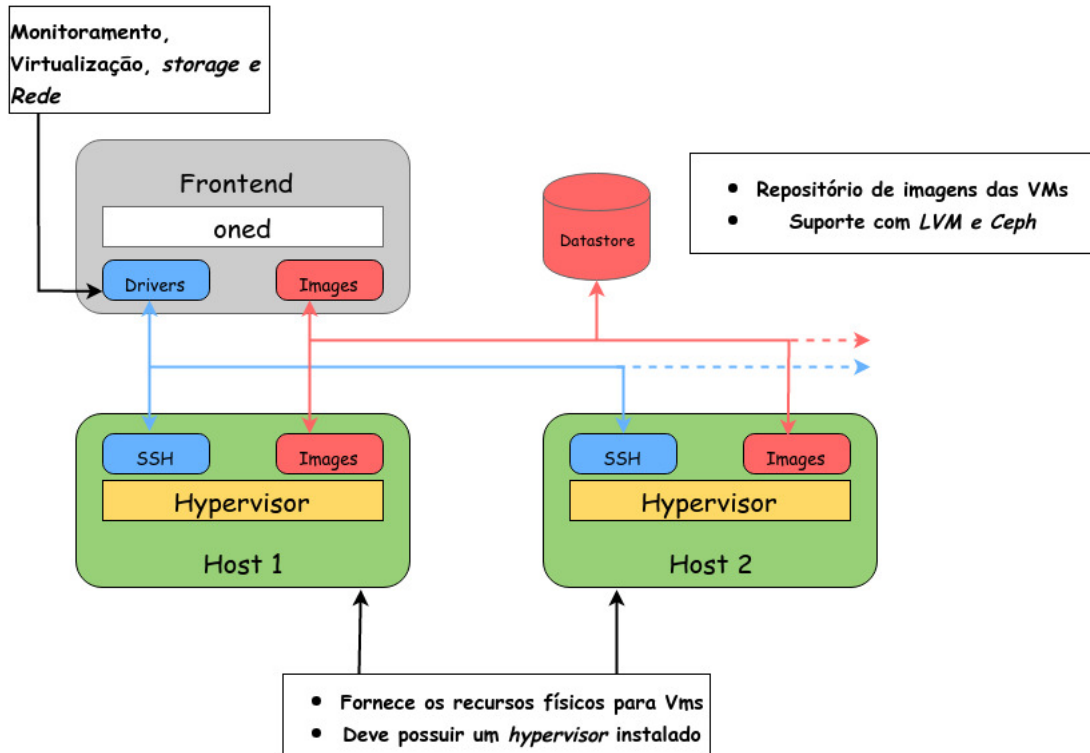 Monitoramento,
Virtualização, storage e
Rede
Frontend
oned
Drivers
Images
Datastore
• Repositório de imagens das VMs
• Suporte com LVM e Ceph
SSH
Images
Hypervisor
Host 1
SSH
Images
Hypervisor
Host 2
• Fornece os recursos físicos para Vms
• Deve possuir um hypervisor instalado